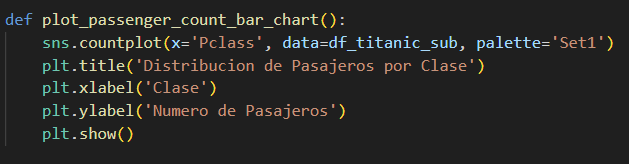 def plot_passenger_count_bar_chart():
    sns.countplot(x='Pclass', data=df_titanic_sub, palette='Set1')
    plt.title('Distribucion de Pasajeros por Clase')
    plt.xlabel('Clase')
    plt.ylabel('Numero de Pasajeros')
    plt.show()